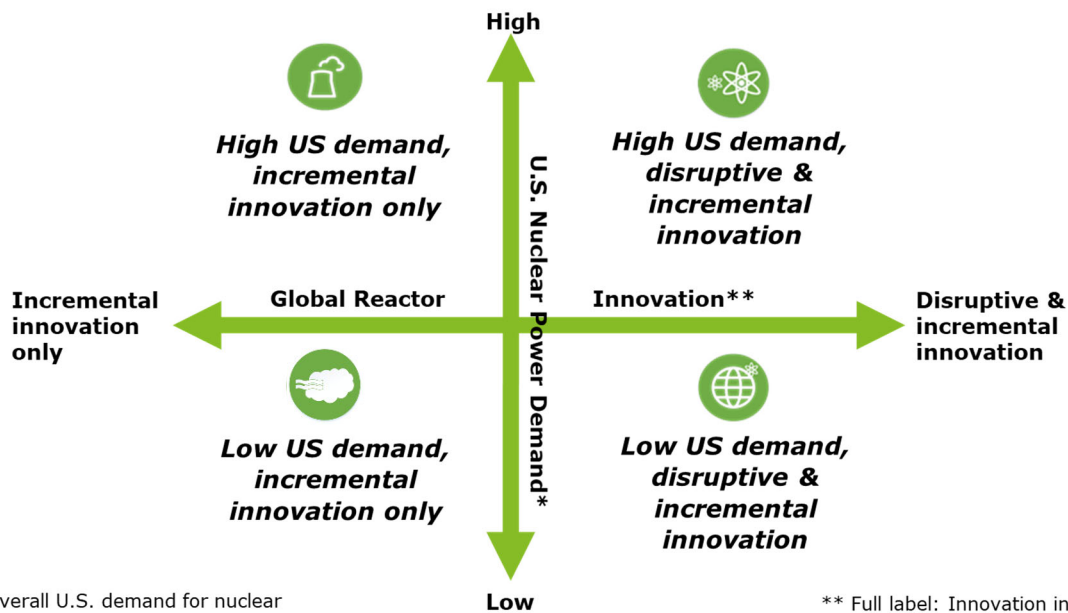 High
High US demand,
incremental
innovation only
High US demand,
disruptive &
incremental
innovation
U.S. Nuclear Power Demand*
Incremental
innovation
only
Global Reactor
Innovation**
Disruptive &
incremental
innovation
Low US demand,
incremental
innovation only
Low US demand,
disruptive &
incremental
innovation
verall U.S. demand for nuclear
Low
** Full label: Innovation in